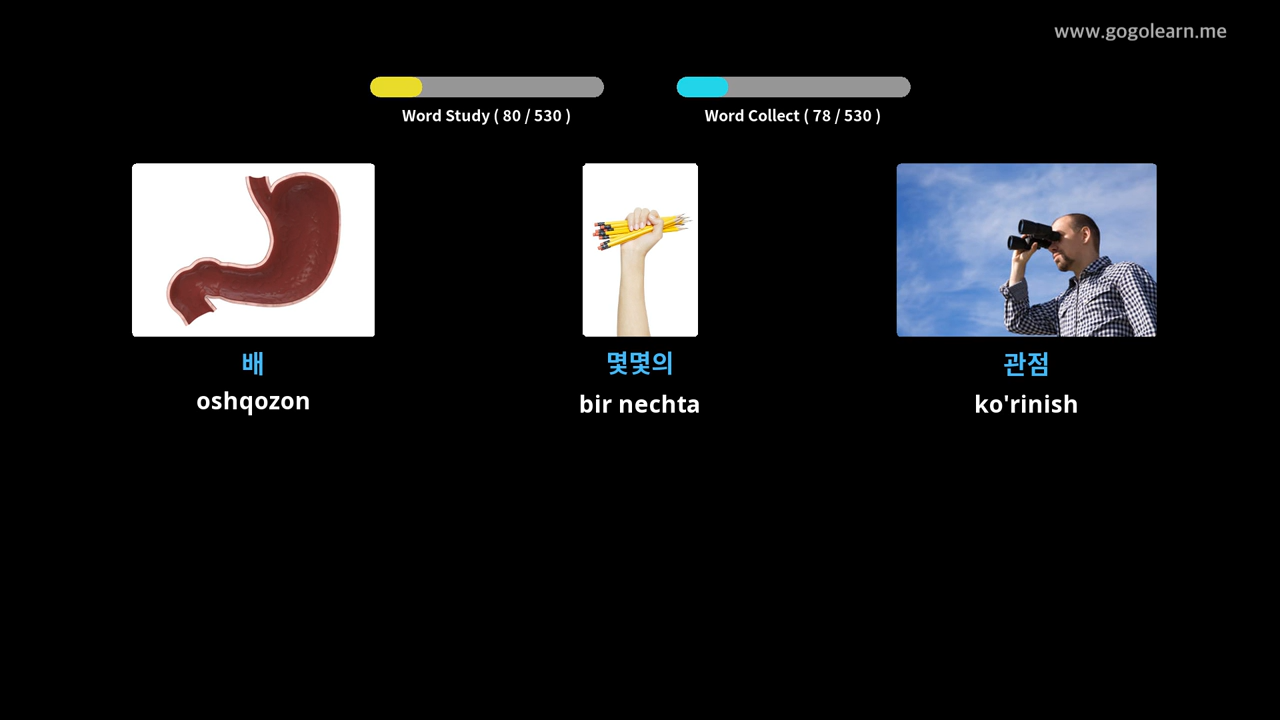 www.gogolearn.me
Word Study ( 80 / 530 )
Word Collect ( 78 / 530 )
배
oshqozon
몇몇의
bir nechta
관점
ko'rinish